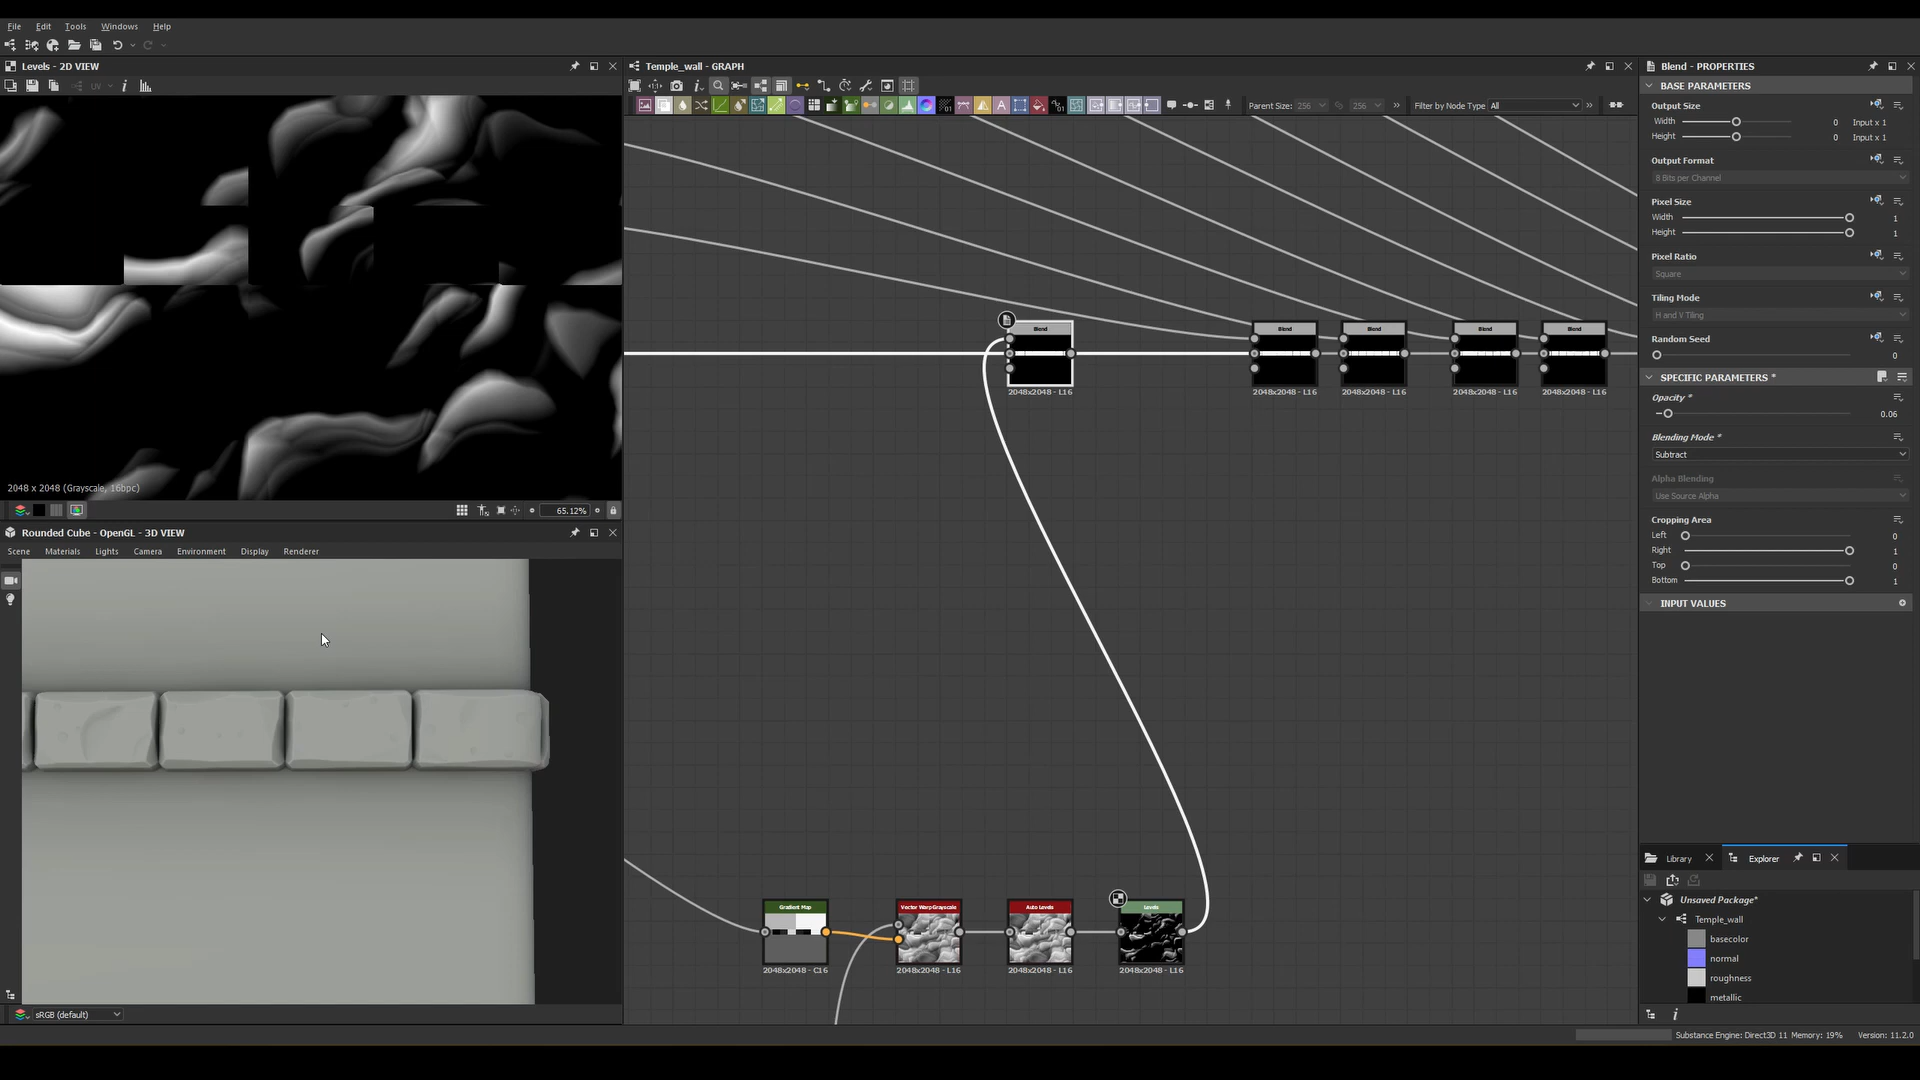 File Edit Tools Windows Help
Levels - 2D VIEW
UV
2048 x 2048 (Grayscale, 16bpc)
65.12%
Rounded Cube - OpenGL - 3D VIEW
Scene Materials Lights Camera Environment Display Renderer
sRGB (default)
Temple_wall - GRAPH
Parent Size: 256 256 Filter by Node Type All
Blend
2048x2048 - L16
Blend
2048x2048 - L16
Blend
2048x2048 - L16
Blend
2048x2048 - L16
Blend
2048x2048 - L16
Gradient Map
2048x2048 - C16
Vector Warp Grayscale
2048x2048 - L16
Auto Levels
2048x2048 - L16
Levels
2048x2048 - L16
Blend - PROPERTIES
BASE PARAMETERS
Output Size
Width 0 Input x 1
Height 0 Input x 1
Output Format
8 Bits per Channel
Pixel Size
Width 1
Height 1
Pixel Ratio
Square
Tiling Mode
H and V Tiling
Random Seed
0
SPECIFIC PARAMETERS *
Opacity *
0.06
Blending Mode *
Subtract
Alpha Blending
Use Source Alpha
Cropping Area
Left 0
Right 1
Top 0
Bottom 1
INPUT VALUES
Library Explorer
Unsaved Package*
Temple_wall
basecolor
normal
roughness
metallic
Substance Engine: Direct3D 11 Memory: 19% Version: 11.2.0